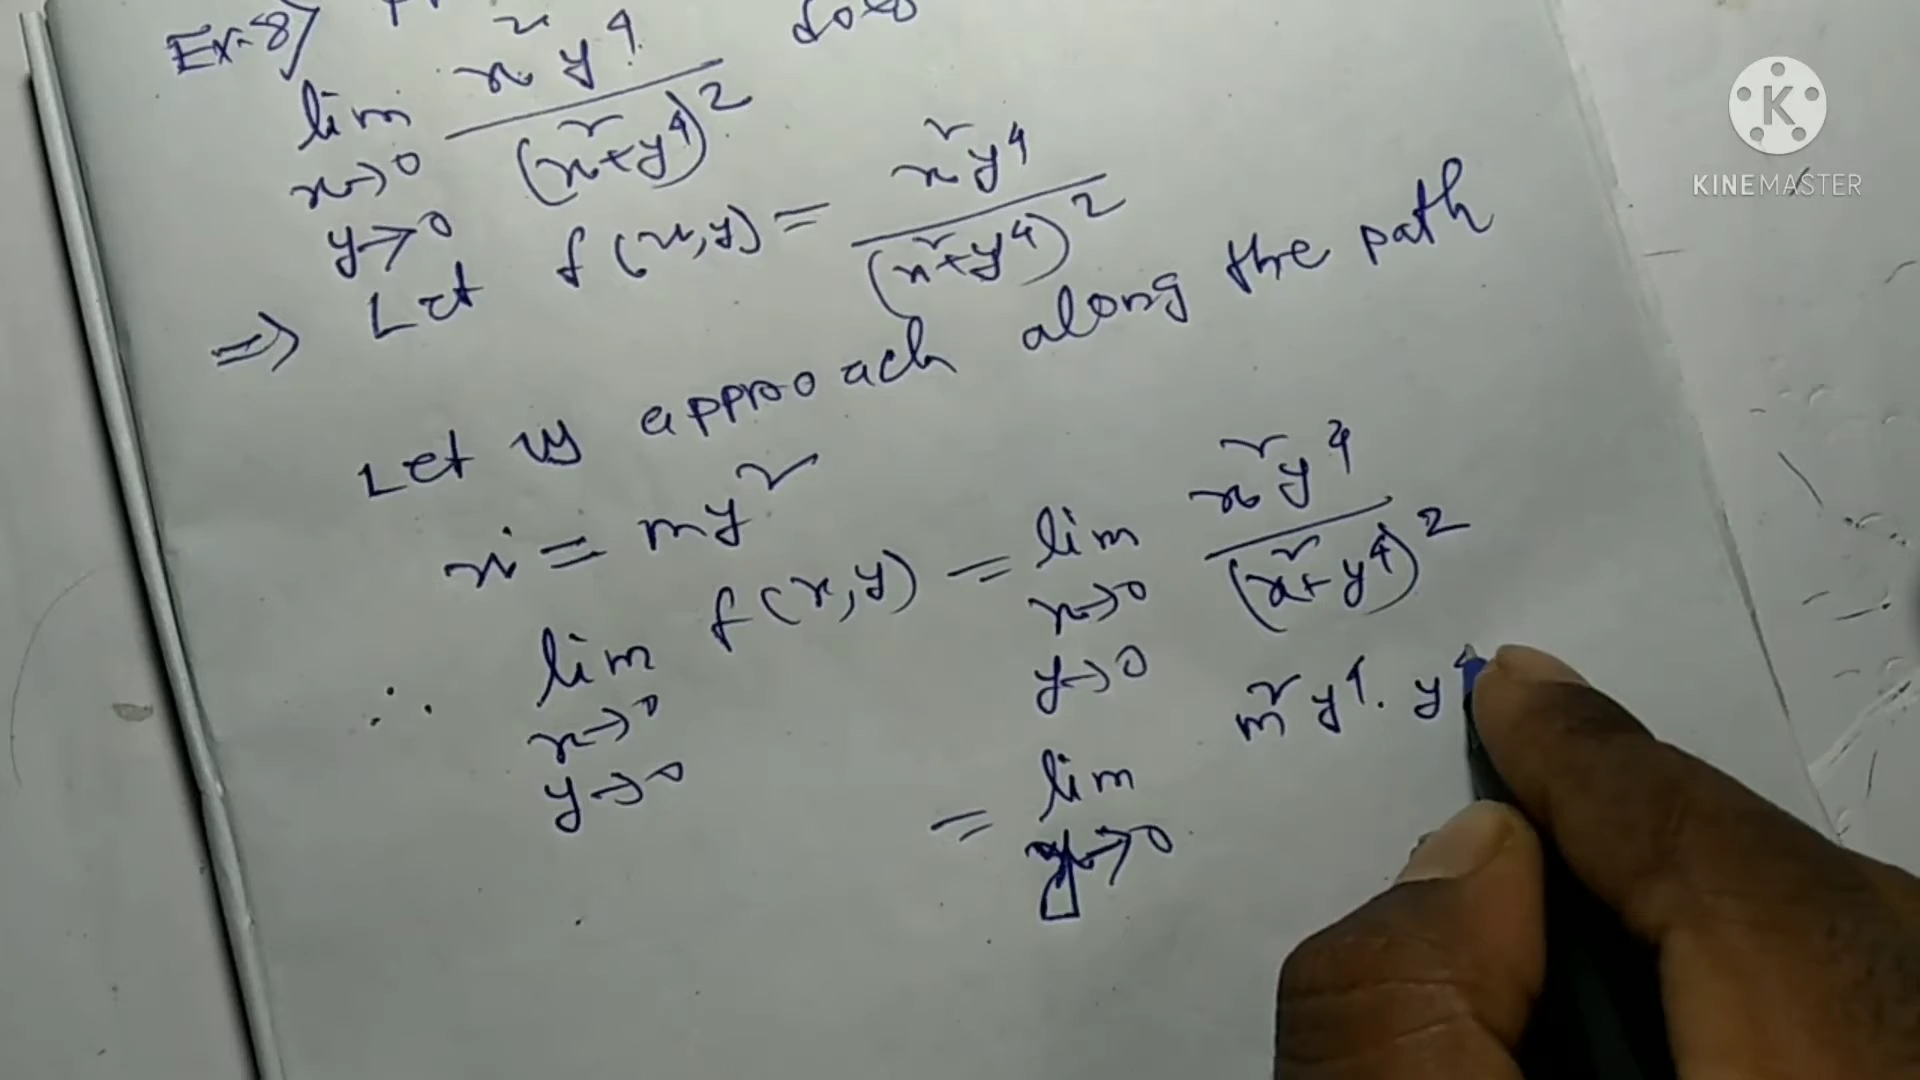 Ex-8)
lim x→0 y→0 x²y⁴/(x²+y⁴)² does
⇒ Let f(x,y) = x²y⁴/(x²+y⁴)²
Let us approach along the path
x = my²
∴ lim x→0 y→0 f(x,y) = lim x→0 y→0 x²y⁴/(x²+y⁴)²
= lim y→0 m²y⁴. y⁴
K
KINEMASTER